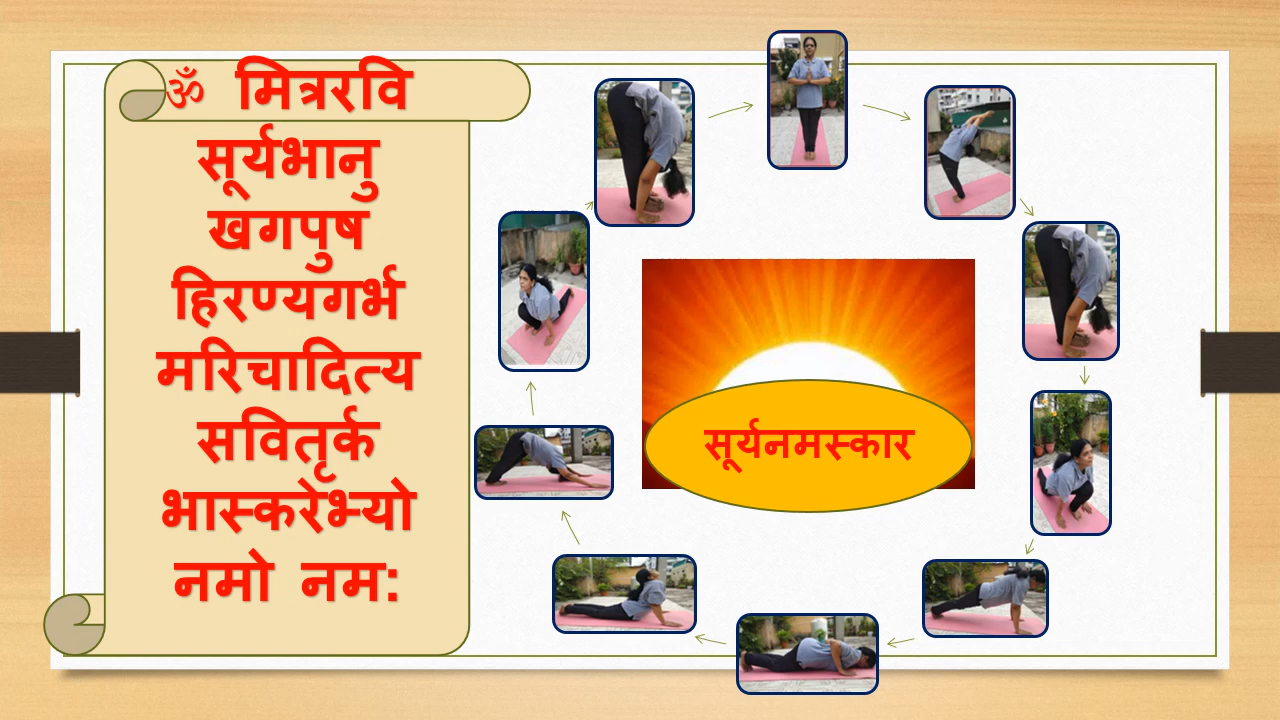 ॐ मित्ररवि
सूर्यभानु
खगपुष
हिरण्यगर्भ
मरिचादित्य
सवितृर्क
भास्करेभ्यो
नमो नम:
सूर्यनमस्कार